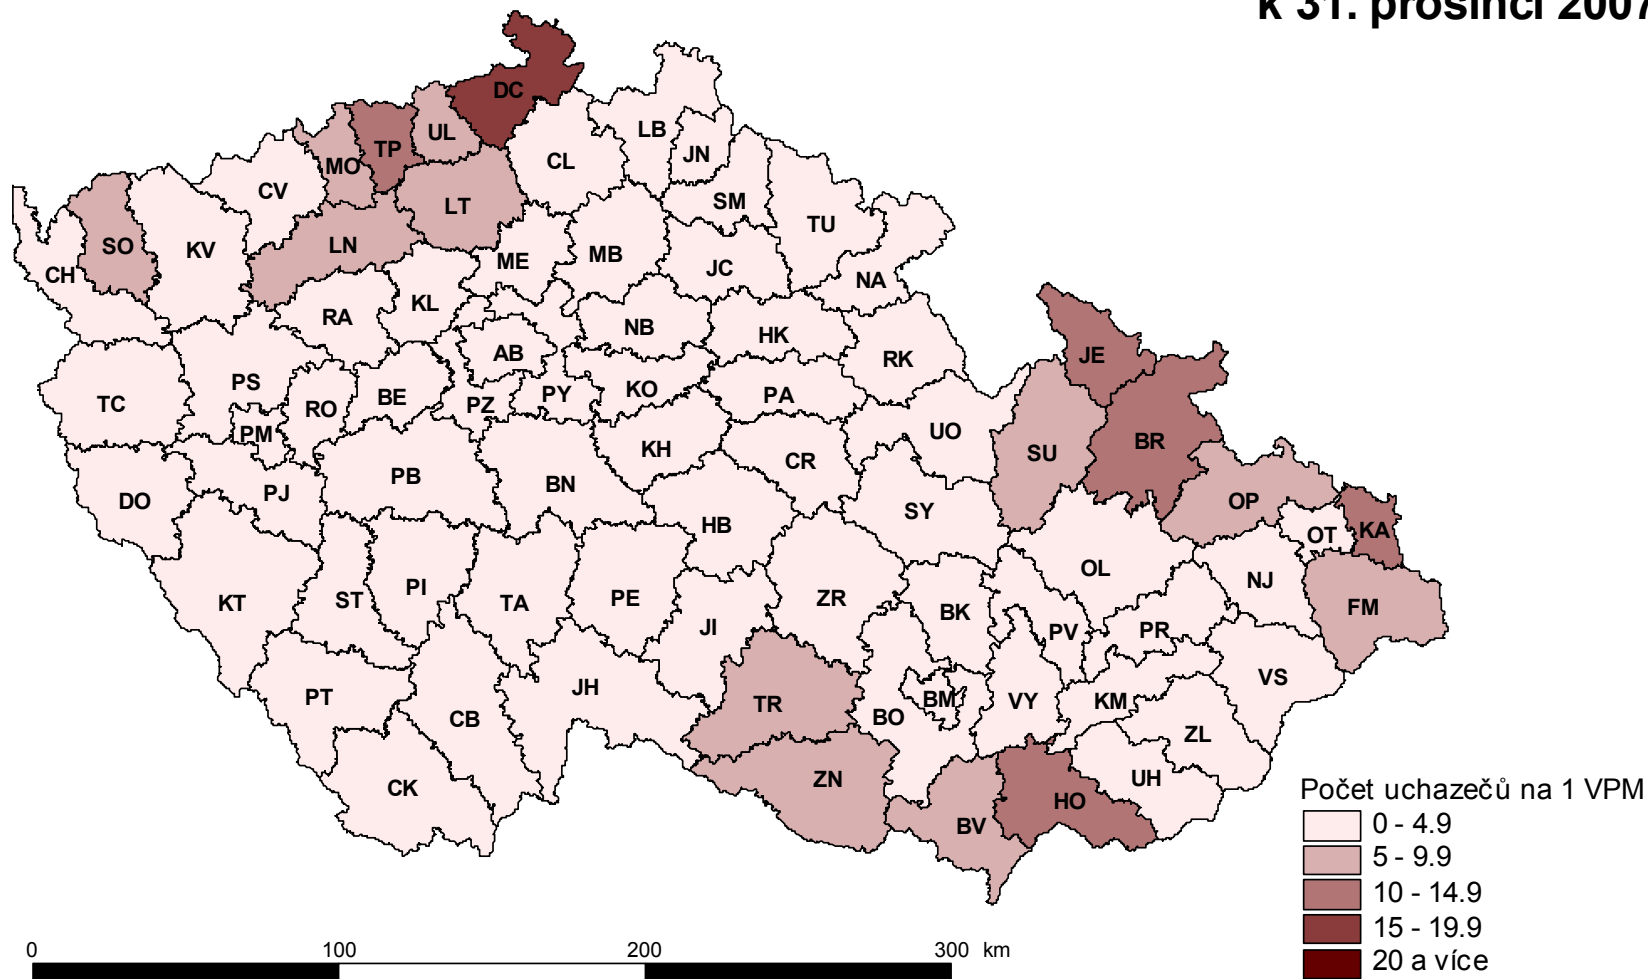 k 31. prosinci 2007
DC
LB
UL
TP
JN
CL
MO
CV
SM
LT
TU
SO
LN
KV
MB
ME
JC
CH
NA
KL
RA
NB
HK
AB
JE
RK
PS
KO
PA
BE
PY
TC
RO
PZ
PM
UO
BR
KH
SU
CR
PB
BN
PJ
DO
OP
SY
HB
KA
OT
OL
NJ
PI
ZR
PE
ST
KT
TA
FM
BK
JI
PR
PV
VS
JH
PT
BM
VY
KM
TR
BO
CB
ZL
ZN
UH
CK
HO
BV
Počet uchazečů na 1 VPM
0 - 4.9
5 - 9.9
10 - 14.9
15 - 19.9
20 a více
0 100 200 300 km